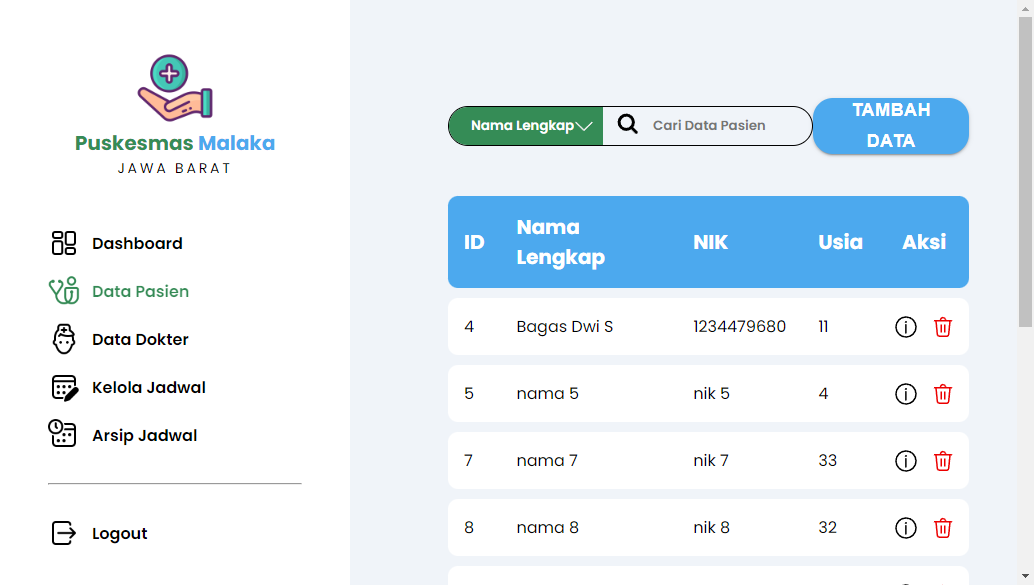 Puskesmas Malaka
JAWA BARAT
Dashboard
Data Pasien
Data Dokter
Kelola Jadwal
Arsip Jadwal
Logout
Nama Lengkap Cari Data Pasien
TAMBAH
DATA
ID Nama Lengkap NIK Usia Aksi
4 Bagas Dwi S 1234479680 11
5 nama 5 nik 5 4
7 nama 7 nik 7 33
8 nama 8 nik 8 32